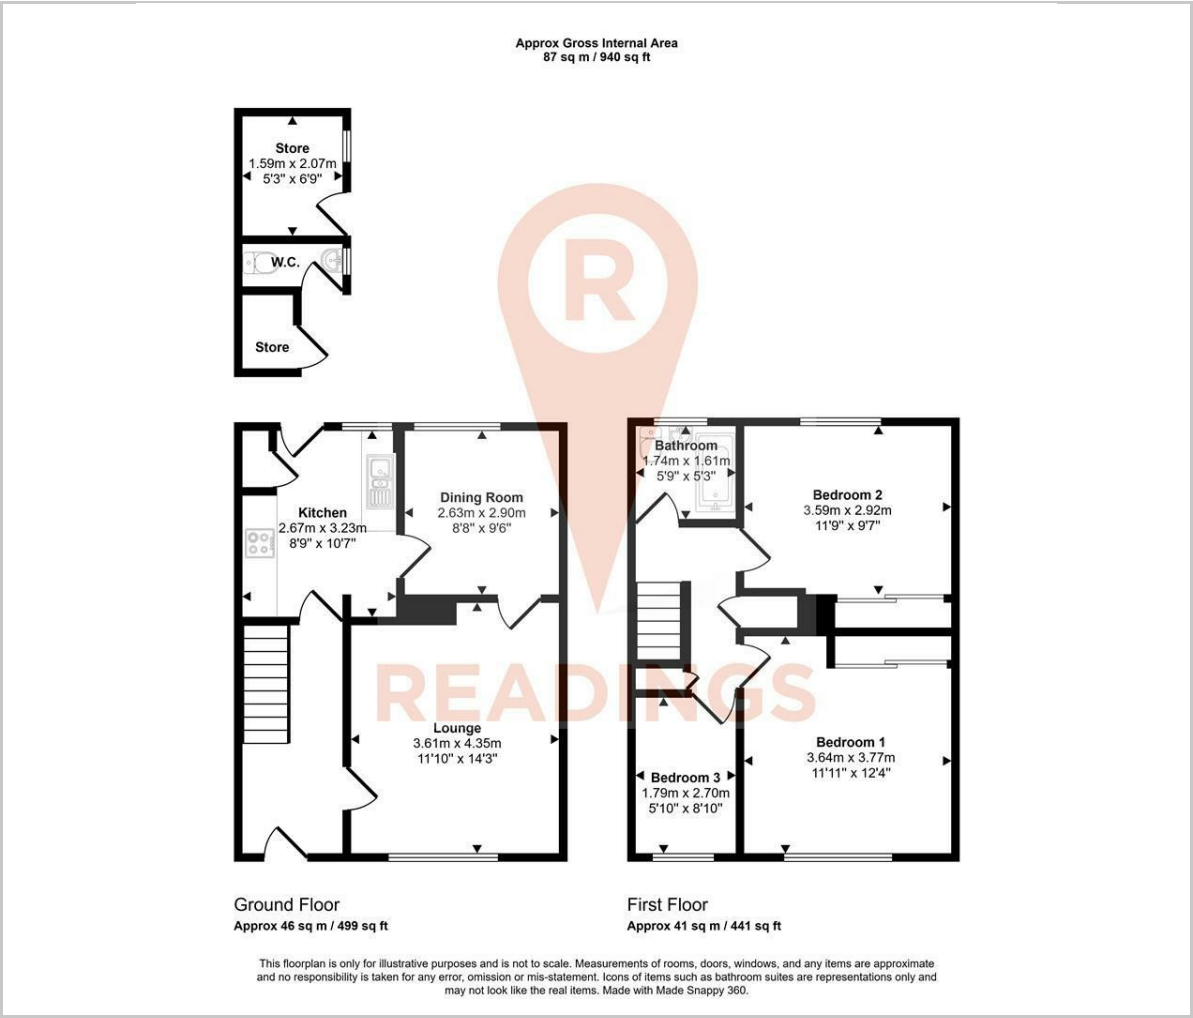 Approx Gross Internal Area
87 sq m / 940 sq ft
Store
1.59m x 2.07m
5'3" x 6'9"
W.C.
Store
R
READINGS
Kitchen
2.67m x 3.23m
8'9" x 10'7"
Dining Room
2.63m x 2.90m
8'8" x 9'6"
Lounge
3.61m x 4.35m
11'10" x 14'3"
Bathroom
1.74m x 1.61m
5'9" x 5'3"
Bedroom 2
3.59m x 2.92m
11'9" x 9'7"
Bedroom 1
3.64m x 3.77m
11'11" x 12'4"
Bedroom 3
1.79m x 2.70m
5'10" x 8'10"
Ground Floor
Approx 46 sq m / 499 sq ft
First Floor
Approx 41 sq m / 441 sq ft
This floorplan is only for illustrative purposes and is not to scale. Measurements of rooms, doors, windows, and any items are approximate
and no responsibility is taken for any error, omission or mis-statement. Icons of items such as bathroom suites are representations only and
may not look like the real items. Made with Made Snappy 360.